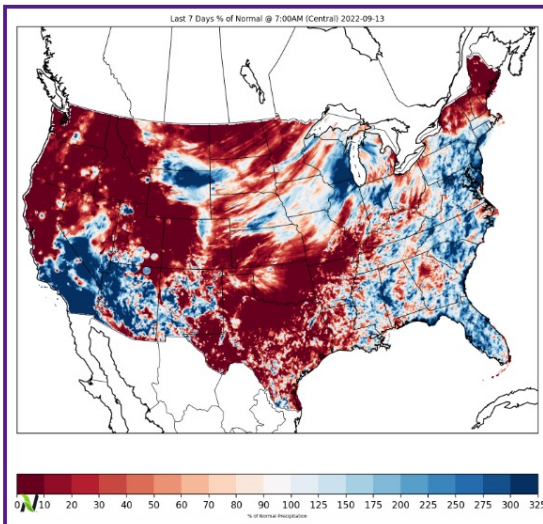 Last 7 Days % of Normal @ 7:00AM (Central) 2022-09-13
0 10 20 30 40 50 60 70 80 90 100 125 150 175 200 225 250 275 300 325
% of Normal Precipitation